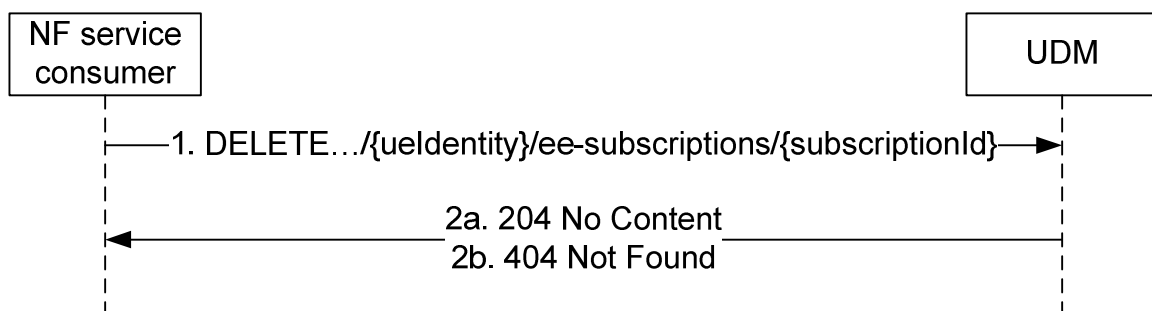 NF service
consumer
UDM
1. DELETE…/{ueIdentity}/ee-subscriptions/{subscriptionId}
2a. 204 No Content
2b. 404 Not Found